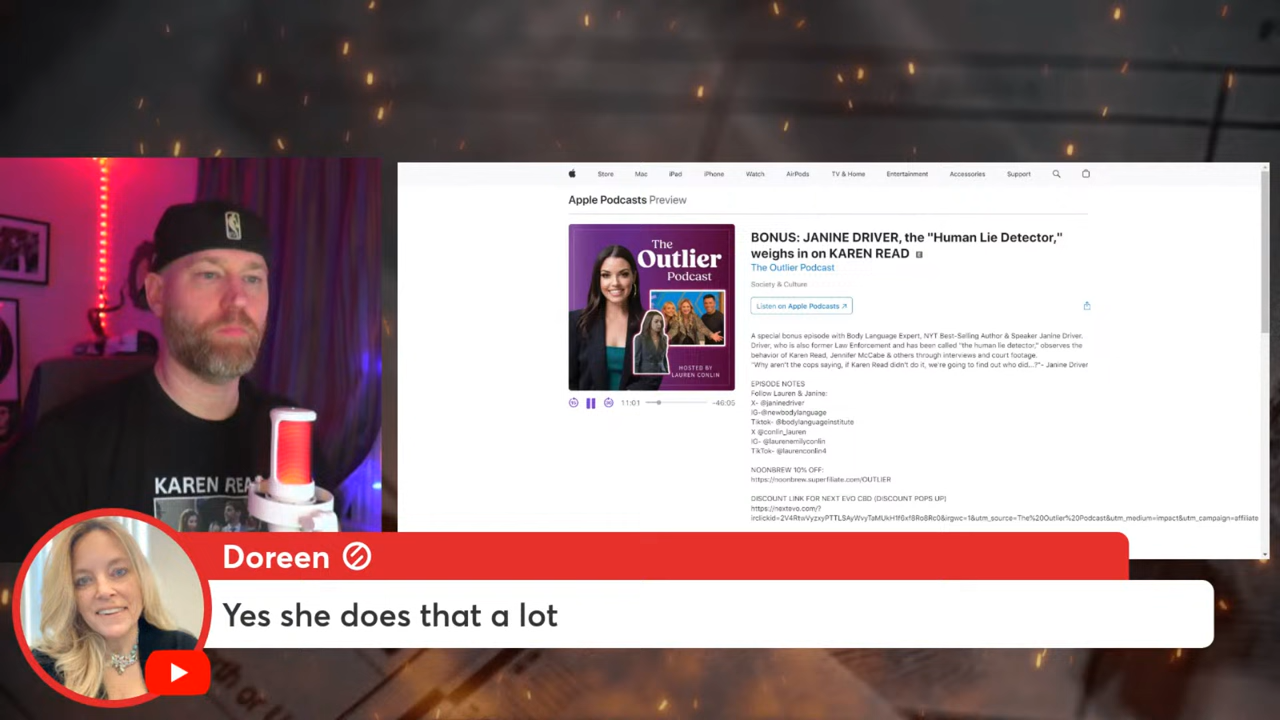 Store Mac iPad iPhone Watch AirPods TV & Home Entertainment Accessories Support
Apple Podcasts Preview
The
Outlier
Podcast
HOSTED BY
LAUREN CONLIN
11:01
-46:05
BONUS: JANINE DRIVER, the "Human Lie Detector,"
weighs in on KAREN READ E
The Outlier Podcast
Society & Culture
Listen on Apple Podcasts ↗
A special bonus episode with Body Language Expert, NYT Best-Selling Author & Speaker Janine Driver.
Driver, who is also former Law Enforcement and has been called "the human lie detector," observes the
behavior of Karen Read, Jennifer McCabe & others through interviews and court footage.
"Why aren't the cops saying, if Karen Read didn't do it, we're going to find out who did...?"- Janine Driver
EPISODE NOTES
Follow Lauren & Janine:
X- @janinedriver
IG-@newbodylanguage
Tiktok- @bodylanguageinstitute
X @conlin_lauren
IG- @laurenemilyconlin
TikTok- @laurenconlin4
NOONBREW 10% OFF:
https://noonbrew.superfiliate.com/OUTLIER
DISCOUNT LINK FOR NEXT EVO CBD (DISCOUNT POPS UP)
https://nextevo.com/?
KAREN REA
Doreen
Yes she does that a lot